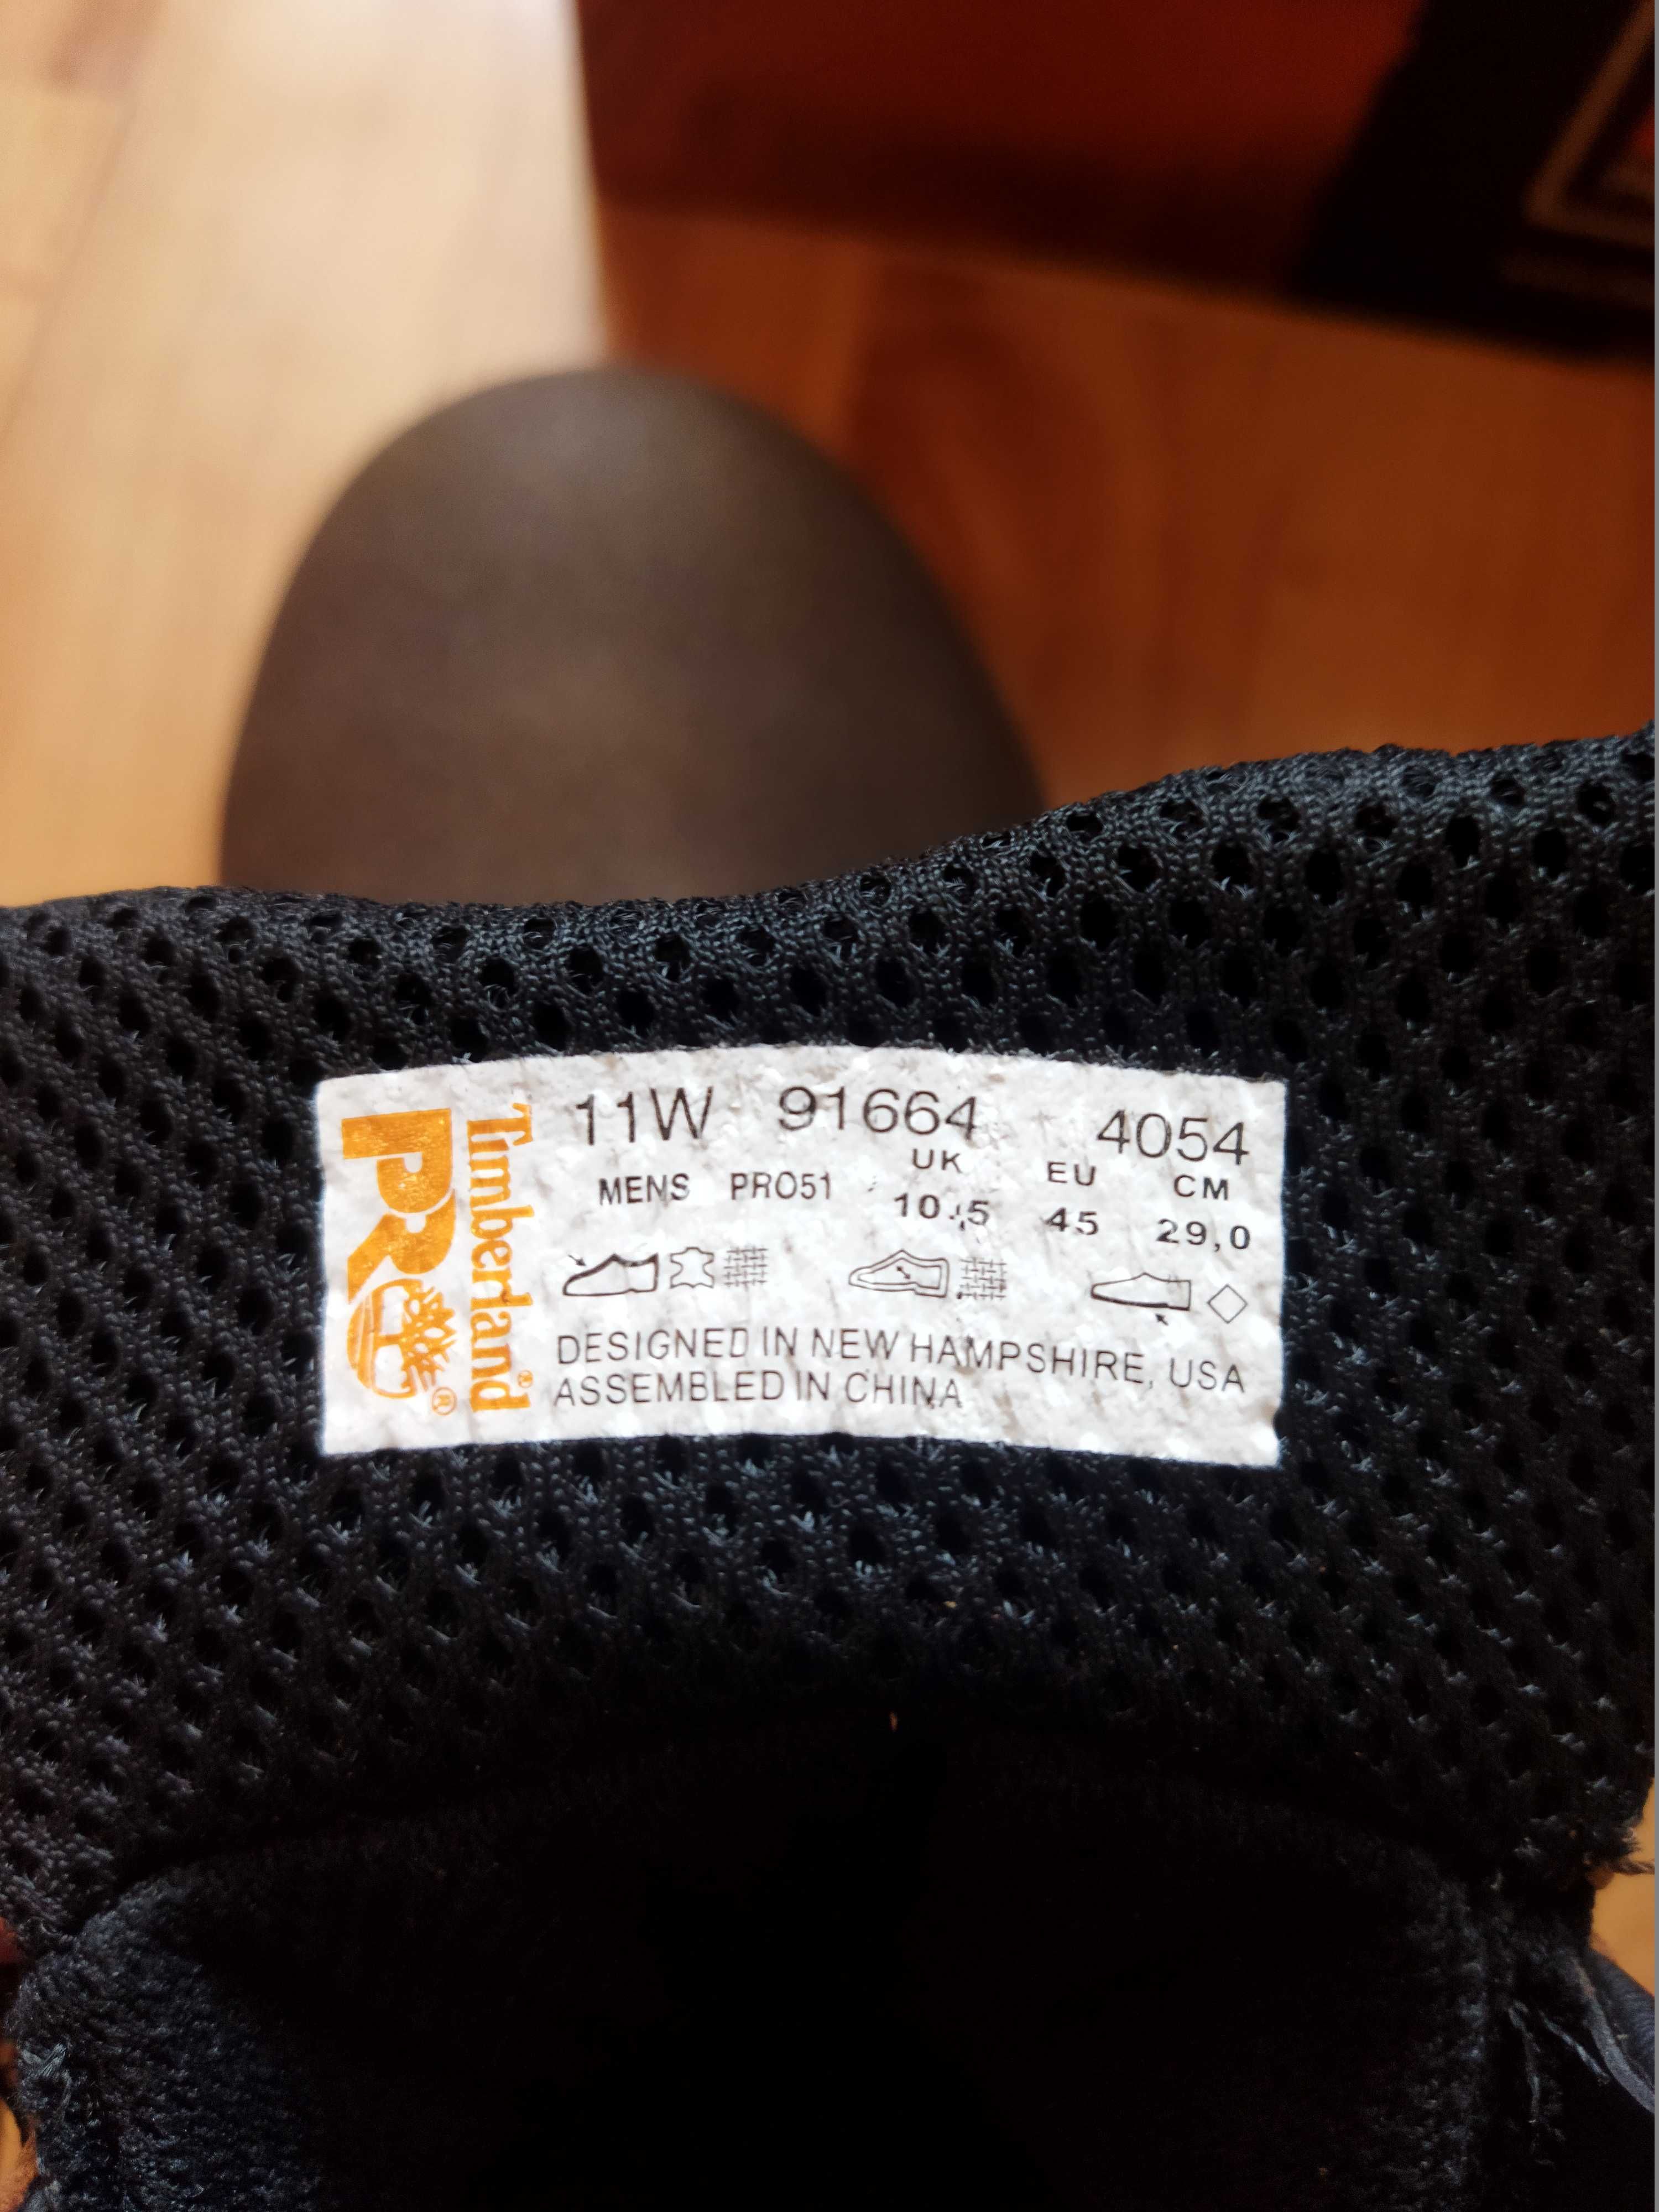 Timberland®
PRO®
11W 91664 4054
MENS PRO51 UK EU CM
10.5 45 29,0
DESIGNED IN NEW HAMPSHIRE, USA
ASSEMBLED IN CHINA